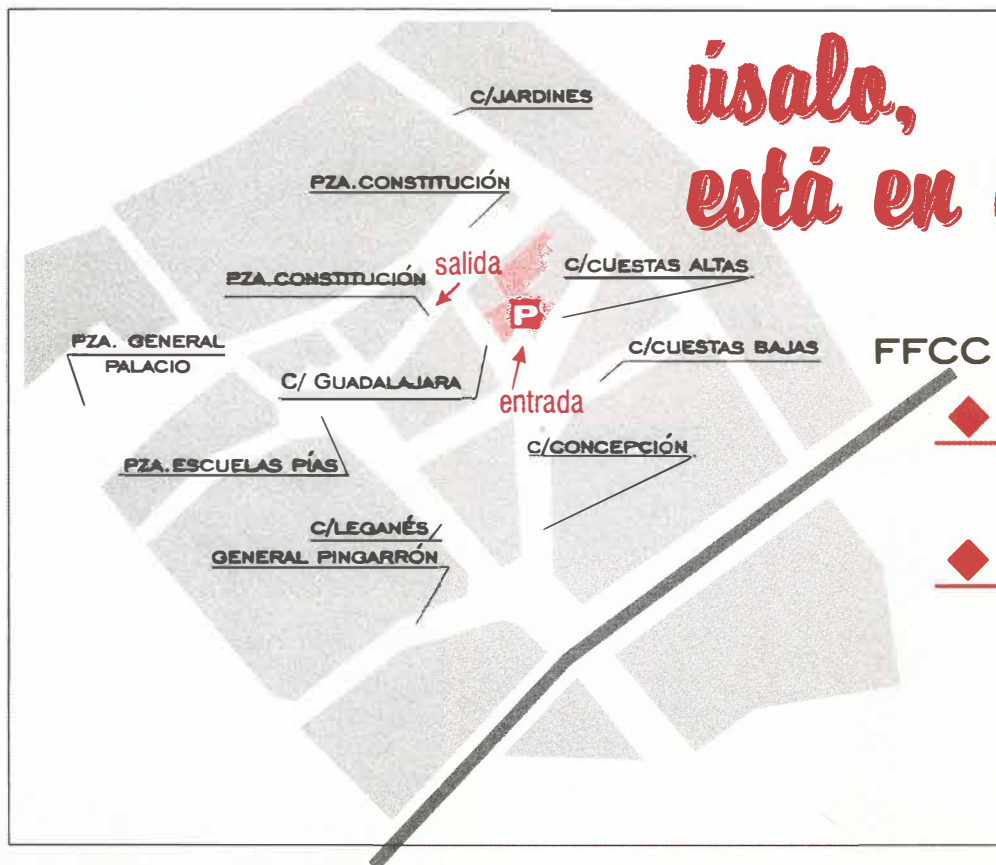 úsalo,
está en
C/JARDINES
PZA. CONSTITUCIÓN
PZA. CONSTITUCIÓN
salida
C/CUESTAS ALTAS
P
PZA. GENERAL
PALACIO
C/CUESTAS BAJAS
FFCC
C/ GUADALAJARA
entrada
C/CONCEPCIÓN
PZA. ESCUELAS PÍAS
C/LEGANÉS/
GENERAL PINGARRÓN